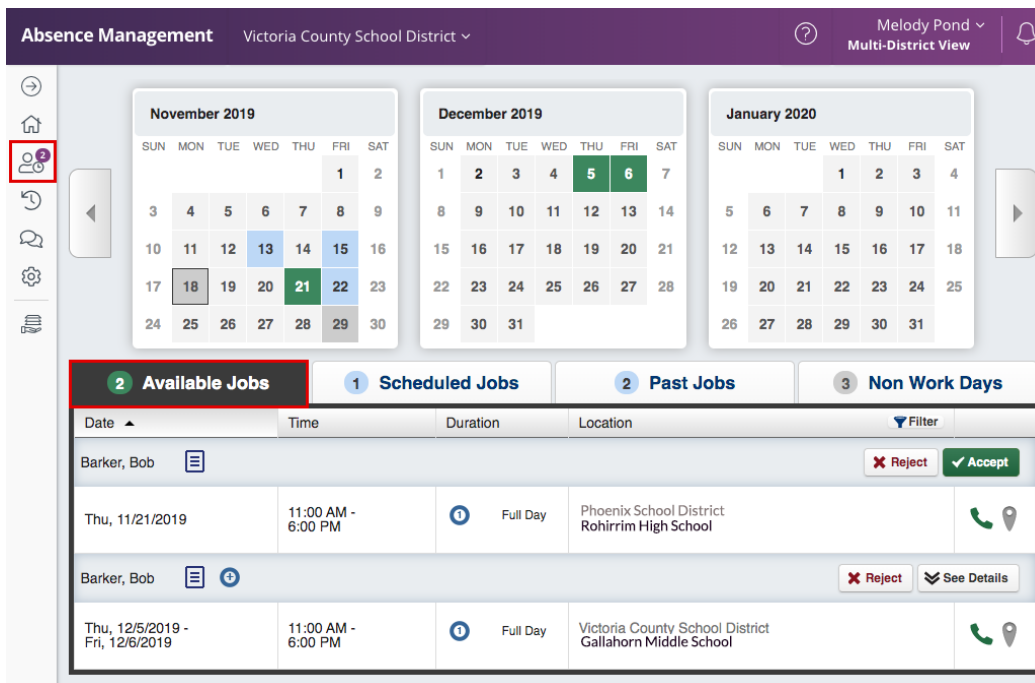 Absence Management Victoria County School District Melody Pond
Multi-District View
2
November 2019 December 2019 January 2020
SUN MON TUE WED THU FRI SAT SUN MON TUE WED THU FRI SAT SUN MON TUE WED THU FRI SAT
1 2 1 2 3 4 5 6 7 1 2 3 4
3 4 5 6 7 8 9 8 9 10 11 12 13 14 5 6 7 8 9 10 11
10 11 12 13 14 15 16 15 16 17 18 19 20 21 12 13 14 15 16 17 18
17 18 19 20 21 22 23 22 23 24 25 26 27 28 19 20 21 22 23 24 25
24 25 26 27 28 29 30 29 30 31 26 27 28 29 30 31
2 Available Jobs 1 Scheduled Jobs 2 Past Jobs 3 Non Work Days
Date Time Duration Location Filter
Barker, Bob Reject Accept
Thu, 11/21/2019 11:00 AM - 6:00 PM 1 Full Day Phoenix School District
Rohirrim High School
Barker, Bob Reject See Details
Thu, 12/5/2019 - 11:00 AM - 1 Full Day Victoria County School District
Fri, 12/6/2019 6:00 PM Gallahorn Middle School